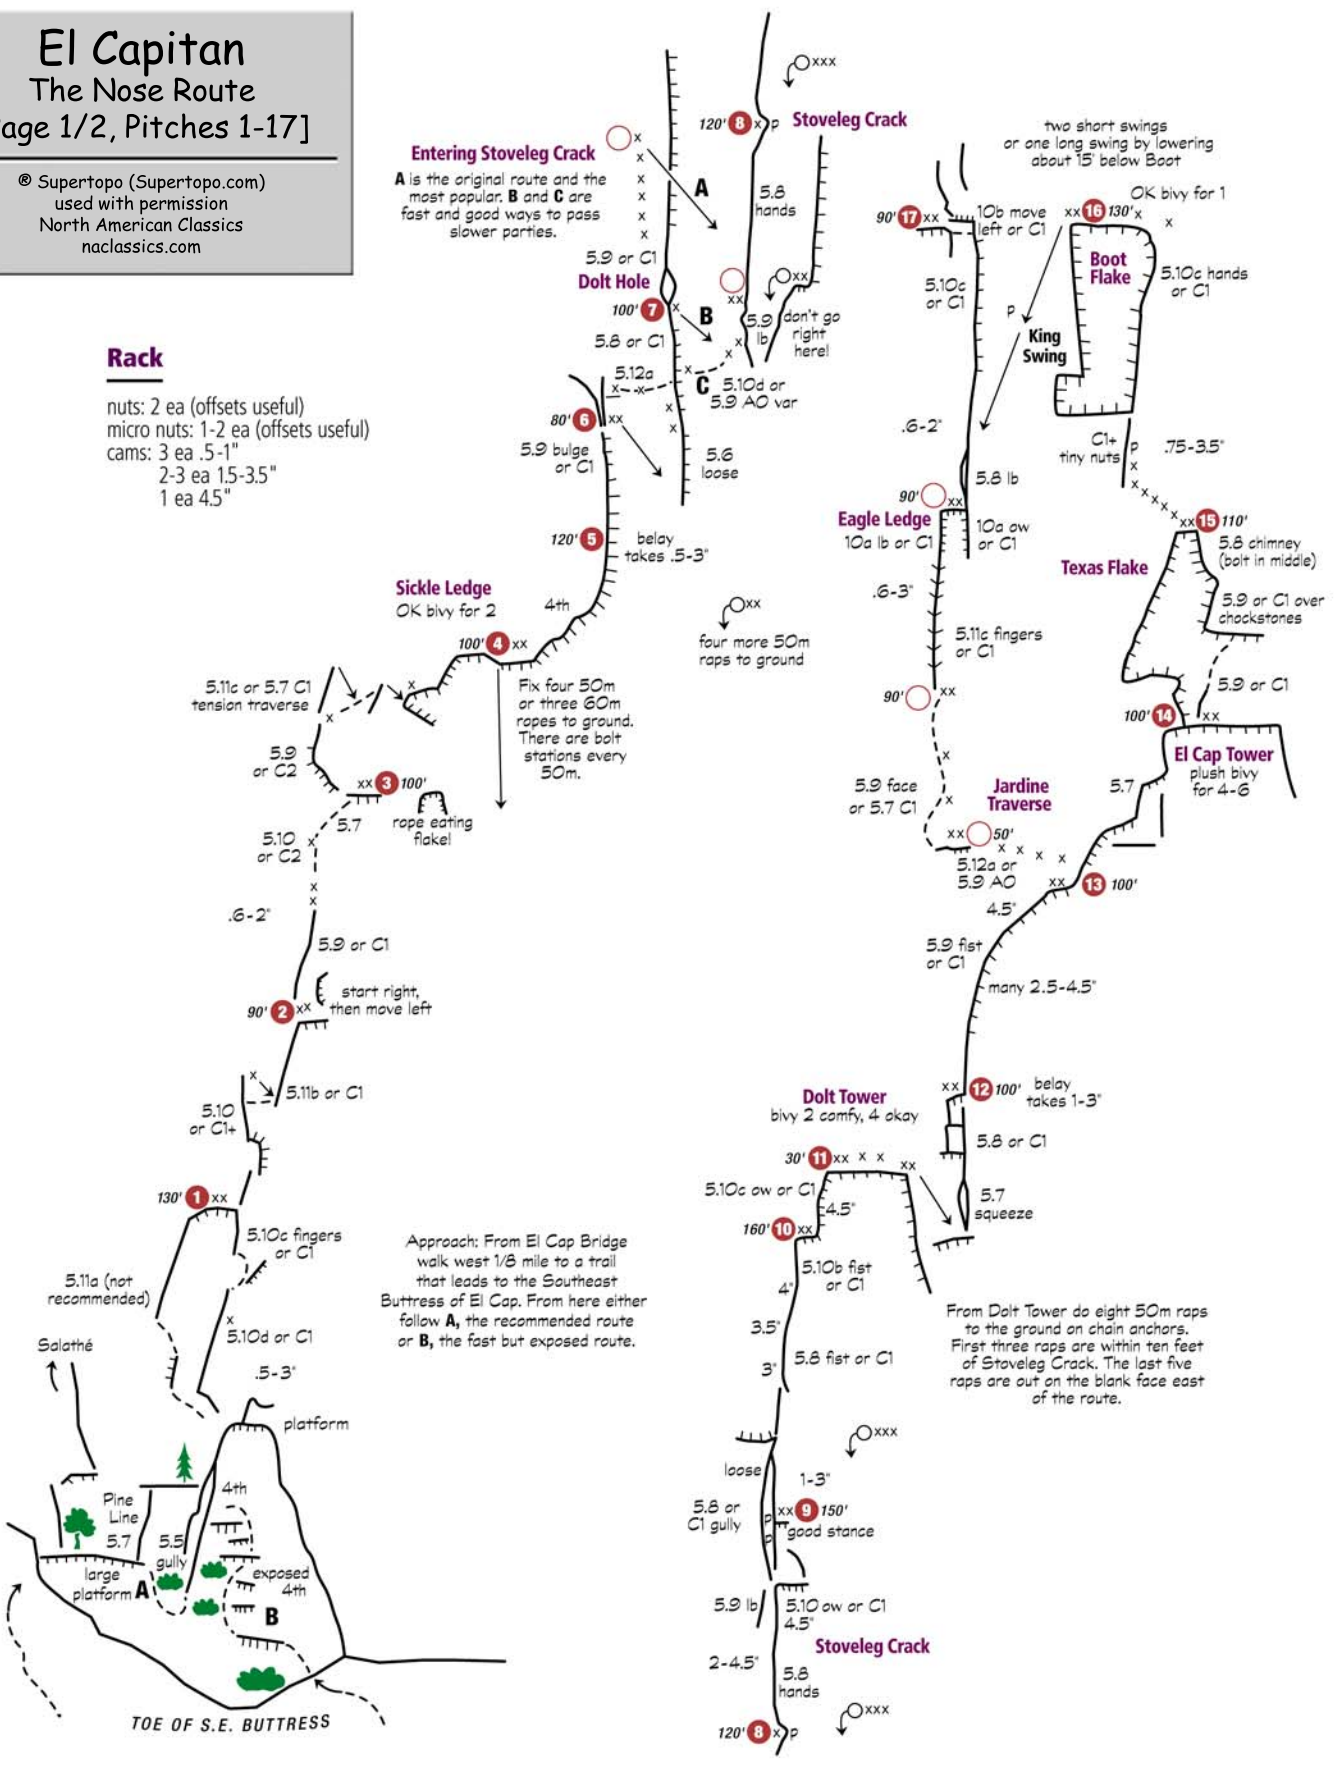 El Capitan
The Nose Route
age 1/2, Pitches 1-17]
® Supertopo (Supertopo.com)
used with permission
North American Classics
naclassics.com
Rack
nuts: 2 ea (offsets useful)
micro nuts: 1-2 ea (offsets useful)
cams: 3 ea .5-1"
2-3 ea 1.5-3.5"
1 ea 4.5"
Entering Stoveleg Crack
A is the original route and the
most popular. B and C are
fast and good ways to pass
slower parties.
x
x
x
x
x
x
A
5.9 or C1
Dolt Hole
100' 7 x
B
5.8 or C1
5.12a
x x x
C
5.10d or
5.9 A0 var
80' 6 xx
5.9 bulge
or C1
x
x
5.6
loose
120' 5
belay
takes .5-3"
Sickle Ledge
OK bivy for 2
4th
100' 4 xx
5.11c or 5.7 C1
tension traverse
x
x
Fix four 50m
or three 60m
ropes to ground.
There are bolt
stations every
50m.
5.9
or C2
xx 3 100'
5.7
rope eating
flake!
5.10
or C2
x
x
x
.6-2"
5.9 or C1
start right,
then move left
90' 2 xx
x
5.11b or C1
5.10
or C1+
130' 1 xx
5.10c fingers
or C1
5.11a (not
recommended)
x
5.10d or C1
.5-3"
Salathé
platform
4th
Pine
Line
5.7
5.5
gully
large
platform A
exposed
4th
B
TOE OF S.E. BUTTRESS
Approach: From El Cap Bridge
walk west 1/8 mile to a trail
that leads to the Southeast
Buttress of El Cap. From here either
follow A, the recommended route
or B, the fast but exposed route.
xxx
120' 8 x p
Stoveleg Crack
5.8
hands
xx
xx
5.9
lb
x
x
don't go
right
here!
xx
four more 50m
raps to ground
two short swings
or one long swing by lowering
about 15' below Boot
OK bivy for 1
90' 17 xx
10b move
left or C1
xx 16 130' x
x
Boot
Flake
5.10c hands
or C1
5.10c
or C1
p
King
Swing
.6-2"
C1+
tiny nuts
p
x
x
x
x
x
x
.75-3.5"
5.8 lb
90' xx
Eagle Ledge
10a lb or C1
10a ow
or C1
xx 15 110'
5.8 chimney
(bolt in middle)
Texas Flake
.6-3"
5.9 or C1 over
chockstones
5.11c fingers
or C1
5.9 or C1
90' xx
100' 14 xx
El Cap Tower
plush bivy
for 4-6
x
5.9 face
or 5.7 C1
x
Jardine
Traverse
5.7
xx 50'
x x x x
5.12a or
5.9 A0
xx 13 100'
4.5"
5.9 fist
or C1
many 2.5-4.5"
xx 12 100'
belay
takes 1-3"
Dolt Tower
bivy 2 comfy, 4 okay
5.8 or C1
30' 11 xx x x xx
5.10c ow or C1
4.5"
5.7
squeeze
160' 10 xx
5.10b fist
or C1
4"
3.5"
5.8 fist or C1
3"
From Dolt Tower do eight 50m raps
to the ground on chain anchors.
First three raps are within ten feet
of Stoveleg Crack. The last five
raps are out on the blank face east
of the route.
xxx
loose
1-3"
5.8 or
C1 gully
p
p
xx 9 150'
good stance
5.9 lb
5.10 ow or C1
4.5"
Stoveleg Crack
2-4.5"
5.8
hands
xxx
120' 8 x p